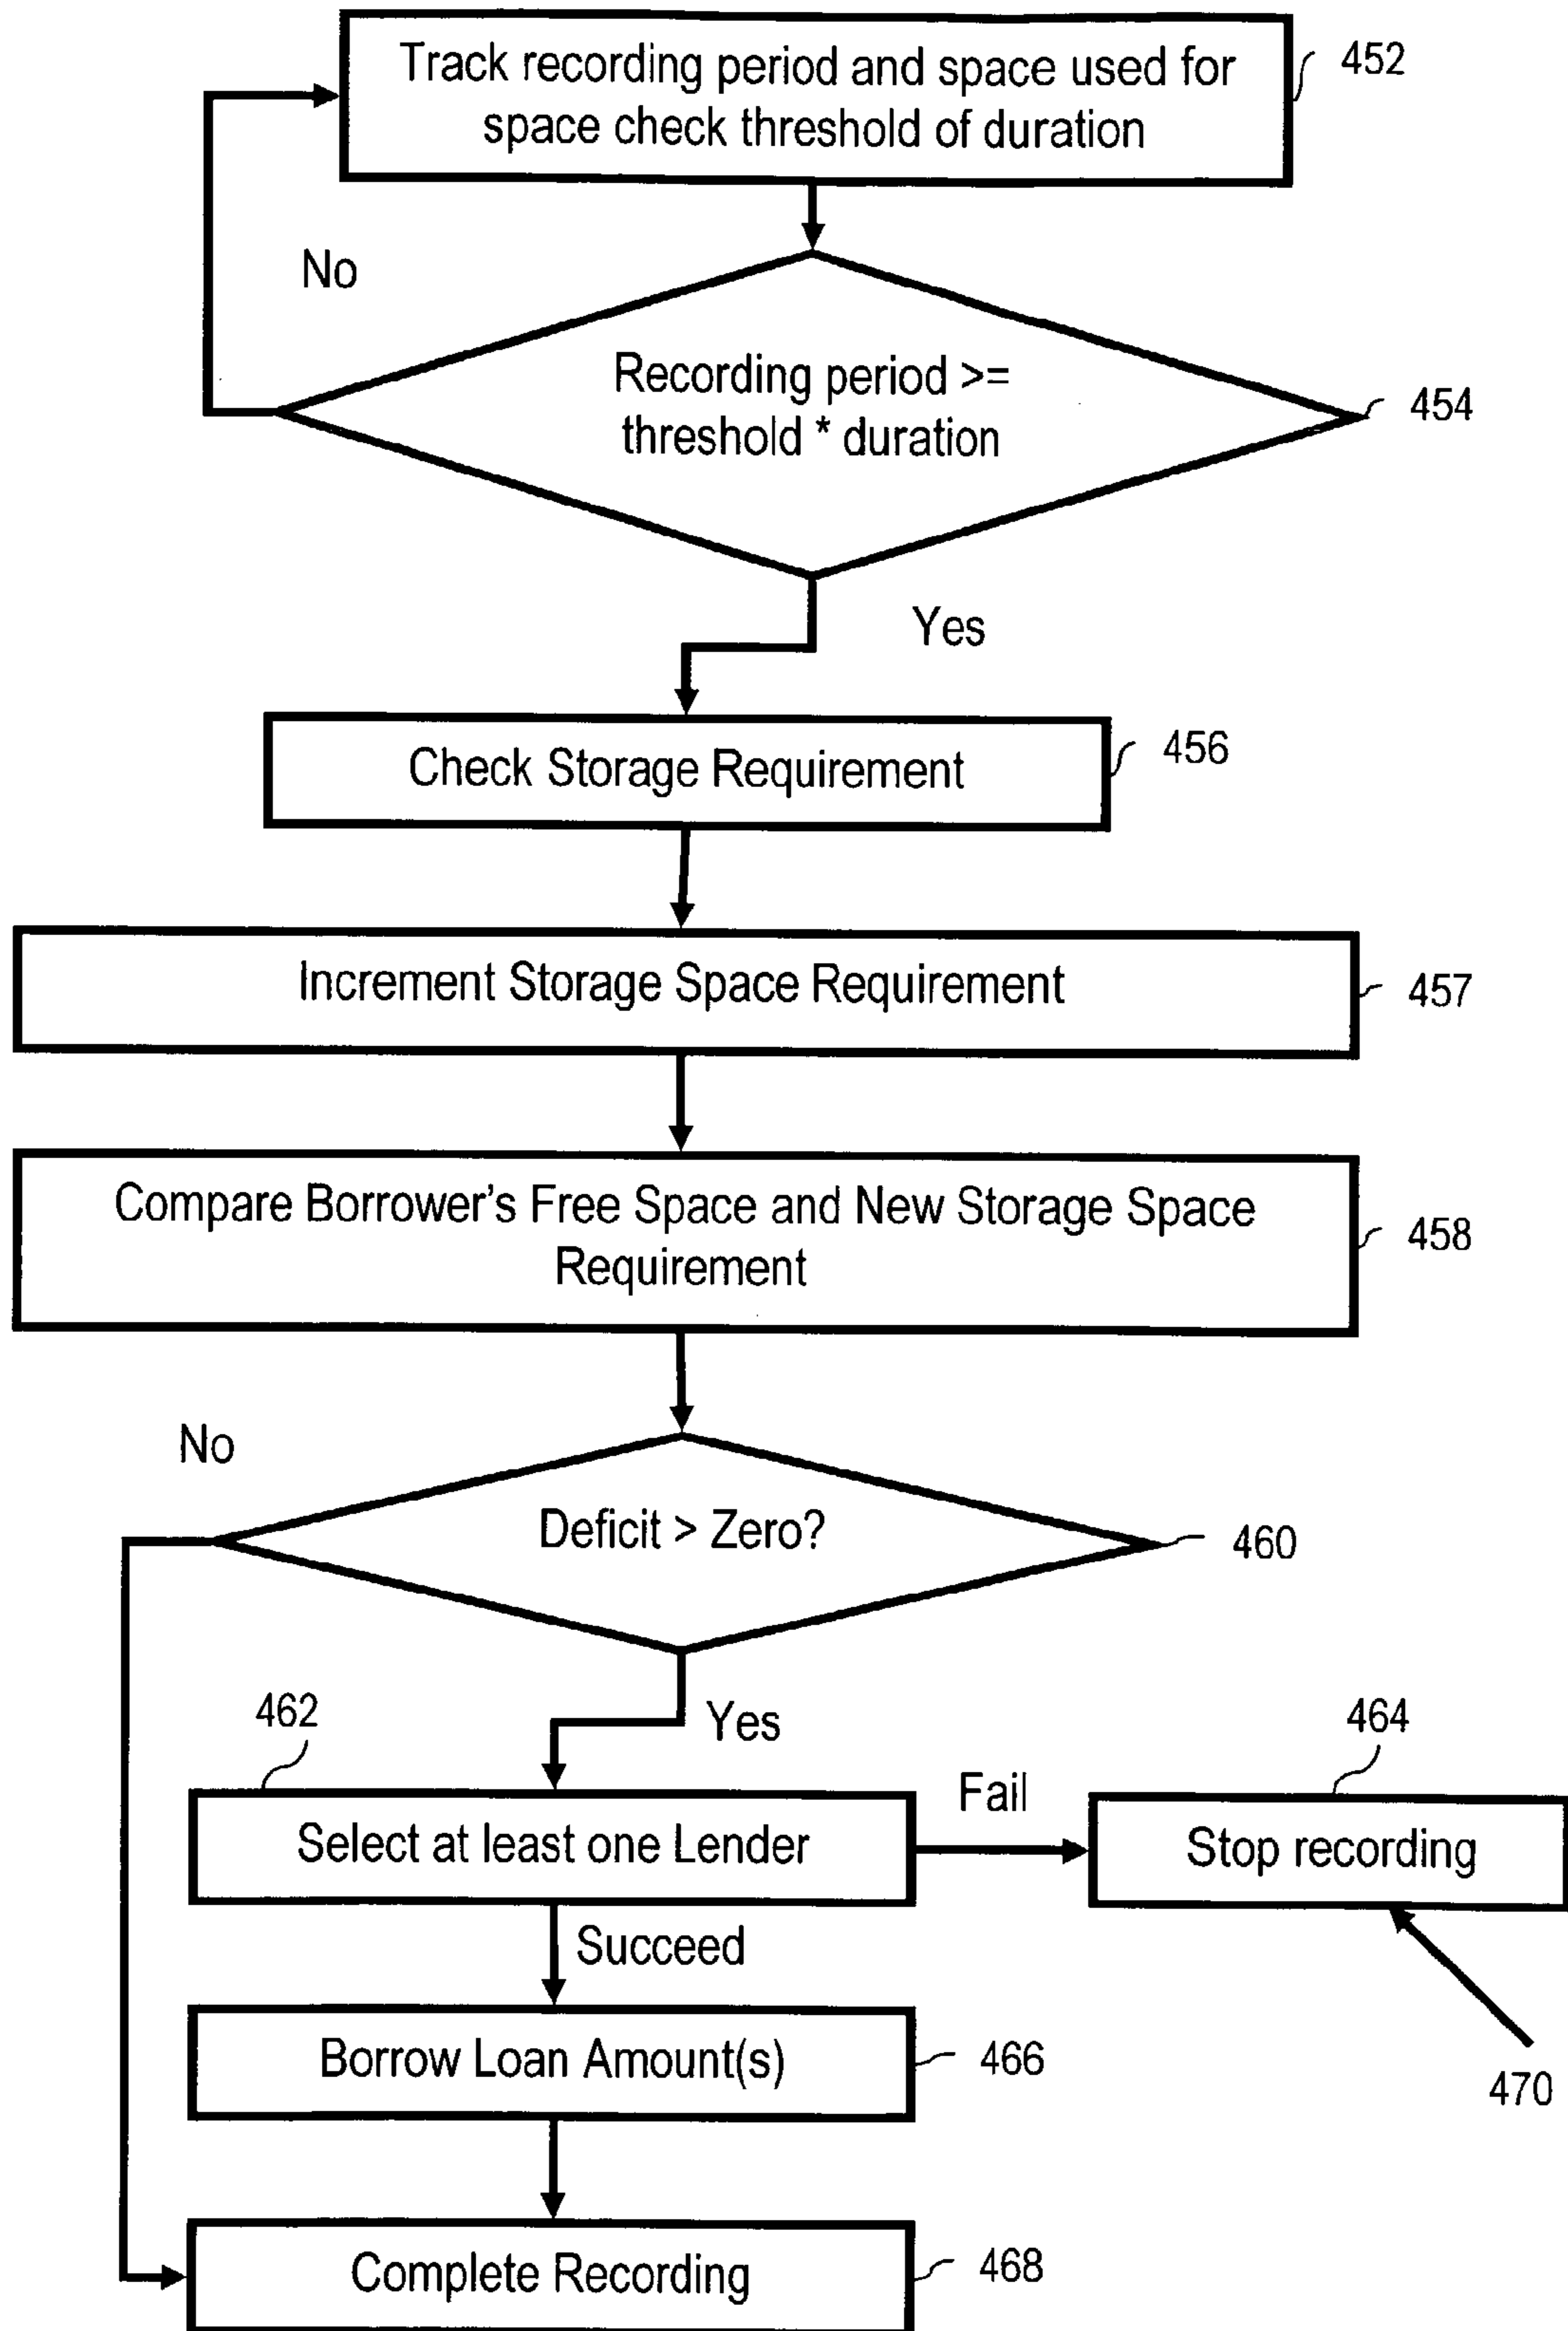 Track recording period and space used for
space check threshold of duration
452
No
Recording period >=
threshold * duration
454
Yes
Check Storage Requirement
456
Increment Storage Space Requirement
457
Compare Borrower's Free Space and New Storage Space
Requirement
458
No
Deficit > Zero?
460
Yes
462
464
Select at least one Lender
Fail
Stop recording
Succeed
Borrow Loan Amount(s)
466
470
Complete Recording
468